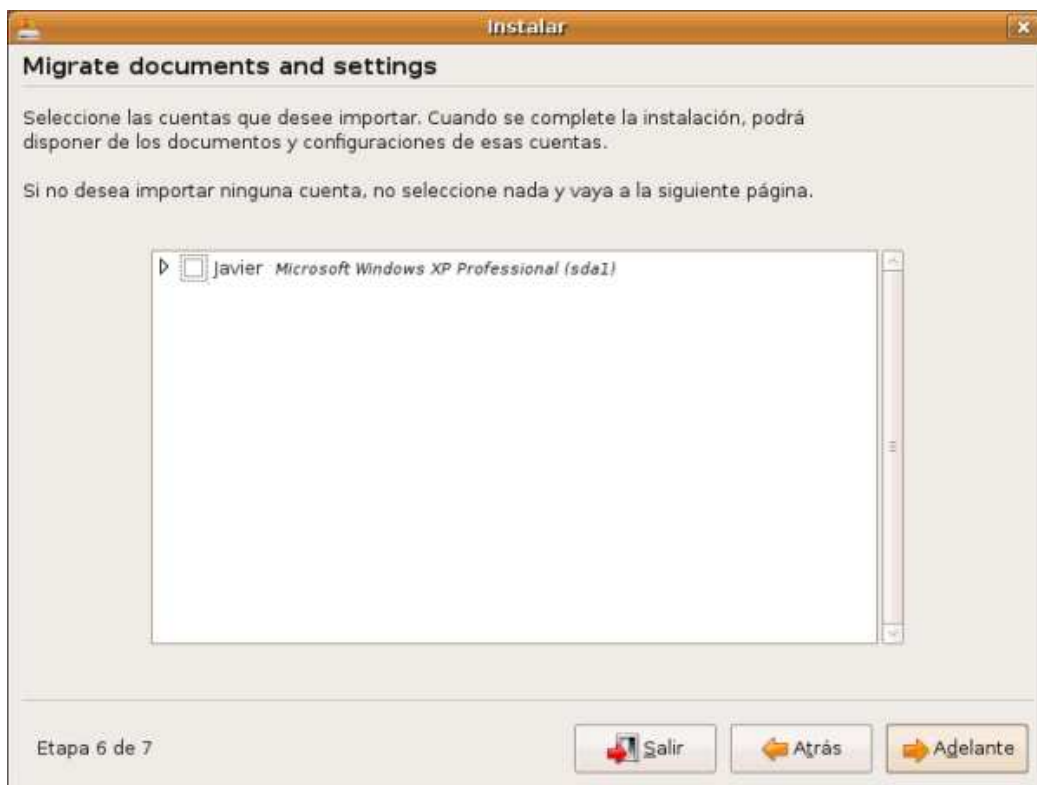 Instalar
Migrate documents and settings
Seleccione las cuentas que desee importar. Cuando se complete la instalación, podrá
disponer de los documentos y configuraciones de esas cuentas.
Si no desea importar ninguna cuenta, no seleccione nada y vaya a la siguiente página.
Javier Microsoft Windows XP Professional (sda1)
Etapa 6 de 7 Salir Atrás Adelante